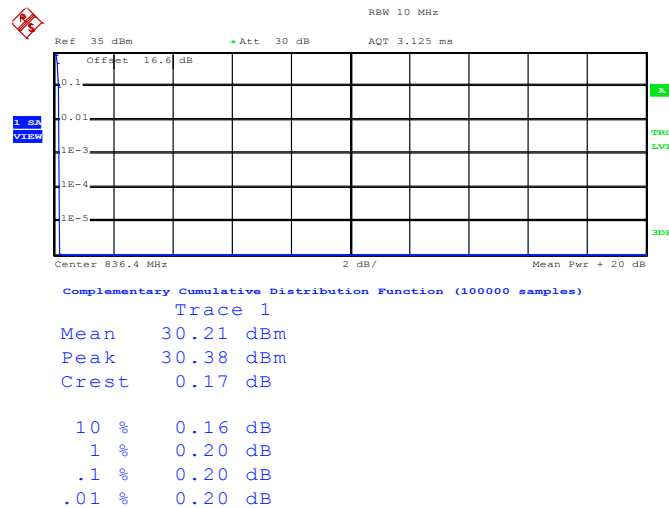 RBW 10 MHz
Ref 35 dBm *Att 30 dB AQT 3.125 ms
Offset 16.6 dB
0.1
A
0.01
1 SA
VIEW
TRG
1E-3
1E-4
1E-5
Center 836.4 MHz 2 dB/ Mean Pwr + 20 dB
Complementary Cumulative Distribution Function (100000 samples)
Trace 1
Mean 30.21 dBm
Peak 30.38 dBm
Crest 0.17 dB
10 % 0.16 dB
1 % 0.20 dB
.1 % 0.20 dB
.01 % 0.20 dB